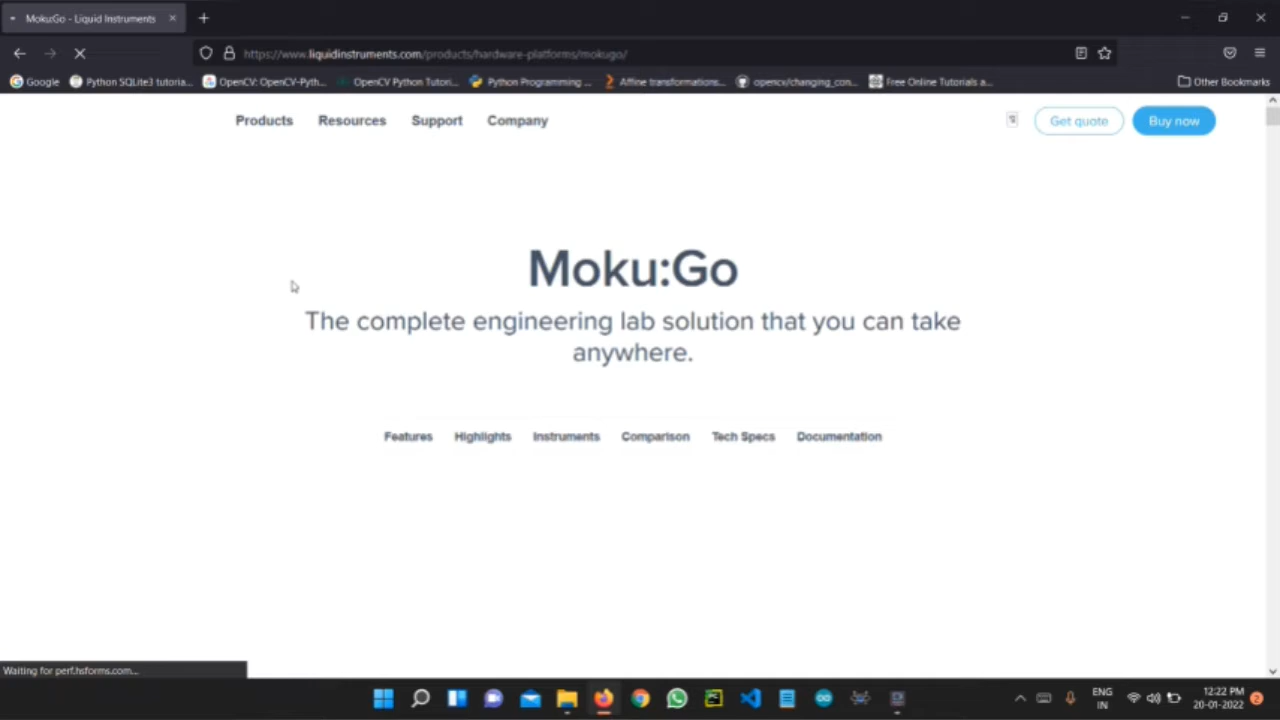 Moku:Go - Liquid Instruments
https://www.liquidinstruments.com/products/hardware-platforms/mokugo/
Google
Python SQLite3 tutoria...
OpenCV: OpenCV-Pyth...
OpenCV Python Tutori...
Python Programming ...
Affine transformations...
opencv/changing_con...
Free Online Tutorials a...
Other Bookmarks
Products
Resources
Support
Company
Get quote
Buy now
Moku:Go
The complete engineering lab solution that you can take
anywhere.
Features
Highlights
Instruments
Comparison
Tech Specs
Documentation
Waiting for perf.hsforms.com...
ENG
IN
12:22 PM
20-01-2022
2